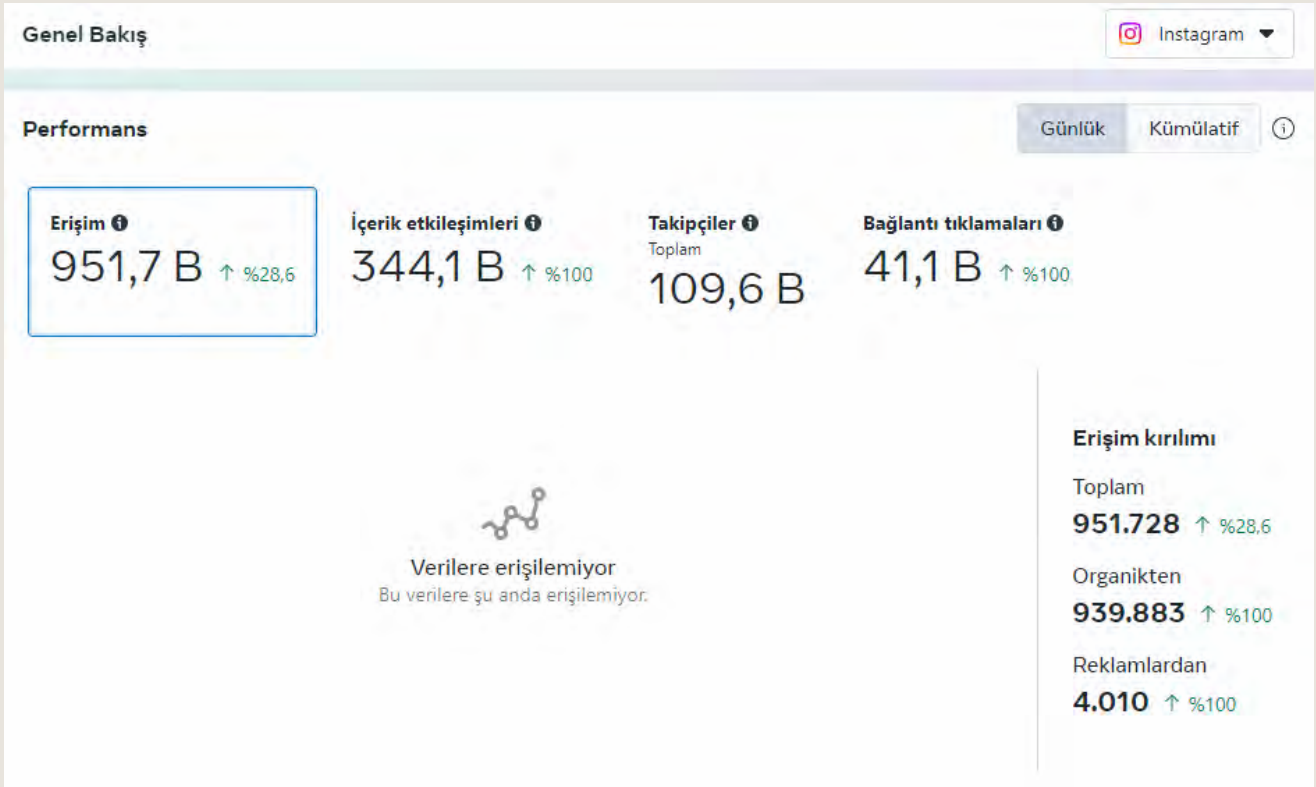 Genel Bakış
Instagram
Performans
Günlük
Kümülatif
Erişim
951,7 B ↑ %28,6
İçerik etkileşimleri
344,1 B ↑ %100
Takipçiler
Toplam
109,6 B
Bağlantı tıklamaları
41,1 B ↑ %100
Verilere erişilemiyor
Bu verilere şu anda erişilemiyor.
Erişim kırılımı
Toplam
951.728 ↑ %28,6
Organikten
939.883 ↑ %100
Reklamlardan
4.010 ↑ %100